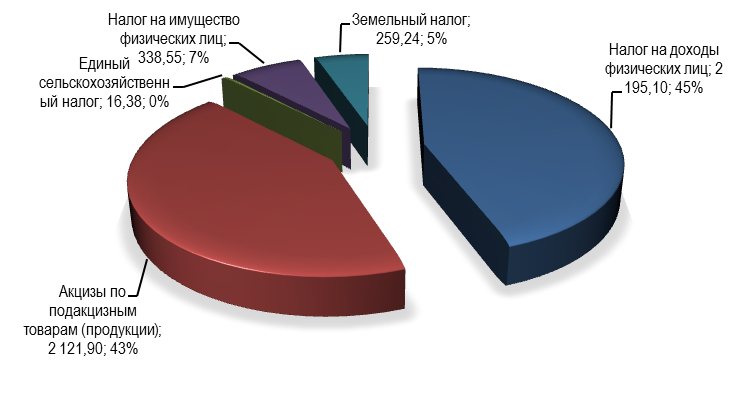 Налог на имущество
физических лиц;
338,55; 7%
Земельный налог;
259,24; 5%
Налог на доходы
физических лиц; 2
195,10; 45%
Единый
сельскохозяйственн
ый налог; 16,38; 0%
Акцизы по
подакцизным
товарам (продукции);
2 121,90; 43%